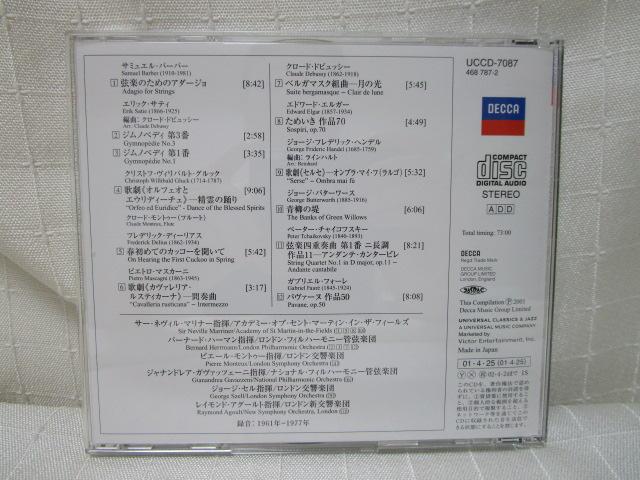 サミュエル・バーバー
Samuel Barber (1910-1981)
1 弦楽のためのアダージョ [8:42]
Adagio for Strings
エリック・サティ
Erik Satie (1866-1925)
編曲：クロード・ドビュッシー
Arr.: Claude Debussy
2 ジムノペディ 第3番 [2:58]
Gymnopédie No.3
3 ジムノペディ 第1番 [3:35]
Gymnopédie No.1
クリストフ・ヴィリバルト・グルック
Christoph Willibald Gluck (1714-1787)
4 歌劇《オルフェオと [9:06]
エウリディーチェ》—精霊の踊り
"Orfeo ed Euridice" - Dance of the Blessed Spirits
クロード・モントゥー（フルート）
Claude Monteux, Flute
フレデリック・ディーリアス
Frederick Delius (1862-1934)
5 春初めてのカッコーを聞いて [5:42]
On Hearing the First Cuckoo in Spring
ピエトロ・マスカーニ
Pietro Mascagni (1863-1945)
6 歌劇《カヴァレリア・ [3:17]
ルスティカーナ》—間奏曲
"Cavalleria rusticana" - Intermezzo
クロード・ドビュッシー
Claude Debussy (1862-1918)
7 ベルガマスク組曲—月の光 [5:45]
Suite bergamasque - Clair de lune
エドワード・エルガー
Edward Elgar (1857-1934)
8 ためいき 作品70 [4:49]
Sospiri, op.70
ジョージ・フレデリック・ヘンデル
George Frideric Handel (1685-1759)
編曲：ラインハルト
Arr: Reinhard
9 歌劇《セルセ》—オンブラ・マイ・フ(ラルゴ) [5:32]
"Serse" - Ombra mai fù
ジョージ・バターワース
George Butterworth (1885-1916)
10 青柳の堤 [6:06]
The Banks of Green Willows
ペーター・チャイコフスキー
Peter Tchaikovsky (1840-1893)
11 弦楽四重奏曲 第1番 ニ長調 [8:21]
作品11—アンダンテ・カンタービレ
String Quartet No.1 in D major, op.11 -
Andante cantabile
ガブリエル・フォーレ
Gabriel Fauré (1845-1924)
12 パヴァーヌ 作品50 [8:08]
Pavane, op.50
サー・ネヴィル・マリナー指揮/アカデミー・オブ・セント・マーティン・イン・ザ・フィールズ
Sir Neville Marriner/Academy of St Martin-in-the-Fields
バーナード・ハーマン指揮/ロンドン・フィルハーモニー管弦楽団
Bernard Herrmann/London Philharmonic Orchestra
ピエール・モントゥー指揮/ロンドン交響楽団
Pierre Monteux/London Symphony Orchestra
ジャナンドレア・ガヴァッツェーニ指揮/ナショナル・フィルハーモニー管弦楽団
Gianandrea Gavazzeni/National Philharmonic Orchestra
ジョージ・セル指揮/ロンドン交響楽団
George Szell/London Symphony Orchestra
レイモンド・アグールト指揮/ロンドン新交響楽団
Raymond Agoult/New Symphony Orchestra, London
録音：1961年～1977年
UCCD-7087
468 787-2
DECCA
COMPACT
disc
DIGITAL AUDIO
STEREO
ADD
Total timing: 73:00
DECCA
Regd Trade Mark
DECCA MUSIC
GROUP LIMITED,
LONDON, ENGLAND
This Compilation ℗ 2001
Decca Music Group Limited
UNIVERSAL CLASSICS & JAZZ
A UNIVERSAL MUSIC COMPANY
Marketed by
Victor Entertainment, Inc.
Made in Japan
01・4・25 (01・4・25)